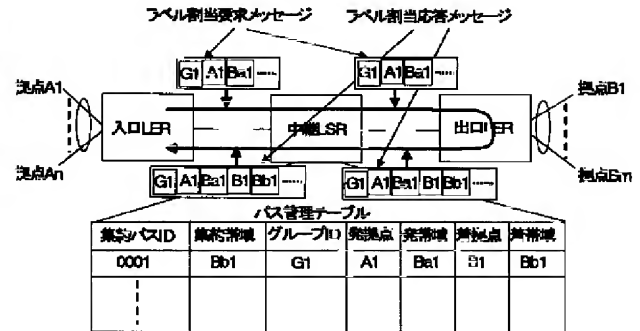 ラベル割当要求メッセージ ラベル割当応答メッセージ
G1 A1 Ba1 ------ G1 A1 Ba1 ------
拠点A1 拠点B1
入口LER 中継LSR 出口LER
拠点An 拠点Bm
G1 A1 Ba1 B1 Bb1 ------ G1 A1 Ba1 B1 Bb1 ------
パス管理テーブル
集約パスID 集約帯域 グループID 発拠点 発帯域 着拠点 着帯域
0001 Bb1 G1 A1 Ba1 B1 Bb1